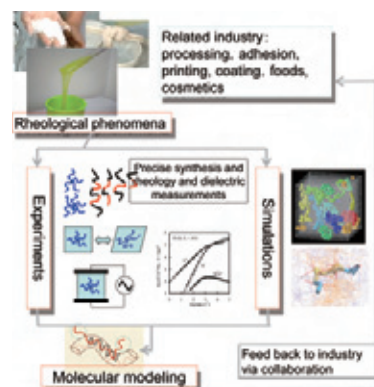 Related industry:
processing, adhesion,
printing, coating, foods,
cosmetics
Rheological phenomena
Precise synthesis and
rheology and dielectric
measurements
Experiments
Simulations
Molecular modeling
Feed back to industry
via collaboration